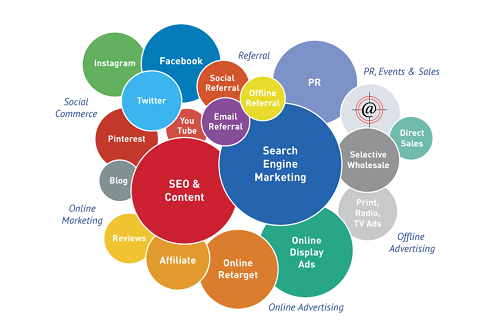 Referral
Facebook
Instagram
PR
PR, Events & Sales
Social
Referral
Offline
Referral
Twitter
Social
Commerce
@
You
Tube
Email
Referral
Direct
Sales
Pinterest
Search
Engine
Marketing
Selective
Wholesale
Blog
SEO &
Content
Online
Marketing
Print,
Radio,
TV Ads
Reviews
Offline
Advertising
Affiliate
Online
Display
Ads
Online
Retarget
Online Advertising